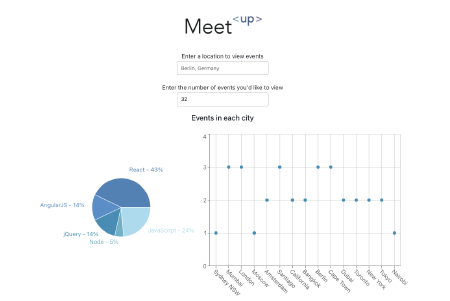 Meet<up>
Enter a location to view events
Berlin, Germany
Enter the number of events you'd like to view
32
Events in each city
React - 43%
AngularJS - 14%
jQuery - 14%
Node - 5%
JavaScript - 24%
4
3
2
1
0
Sydney NSW
Mumbai
London
Moscow
Amsterdam
Santiago
California
Bangkok
Berlin
Cape Town
Dubai
Toronto
New York
Tokyo
Nairobi